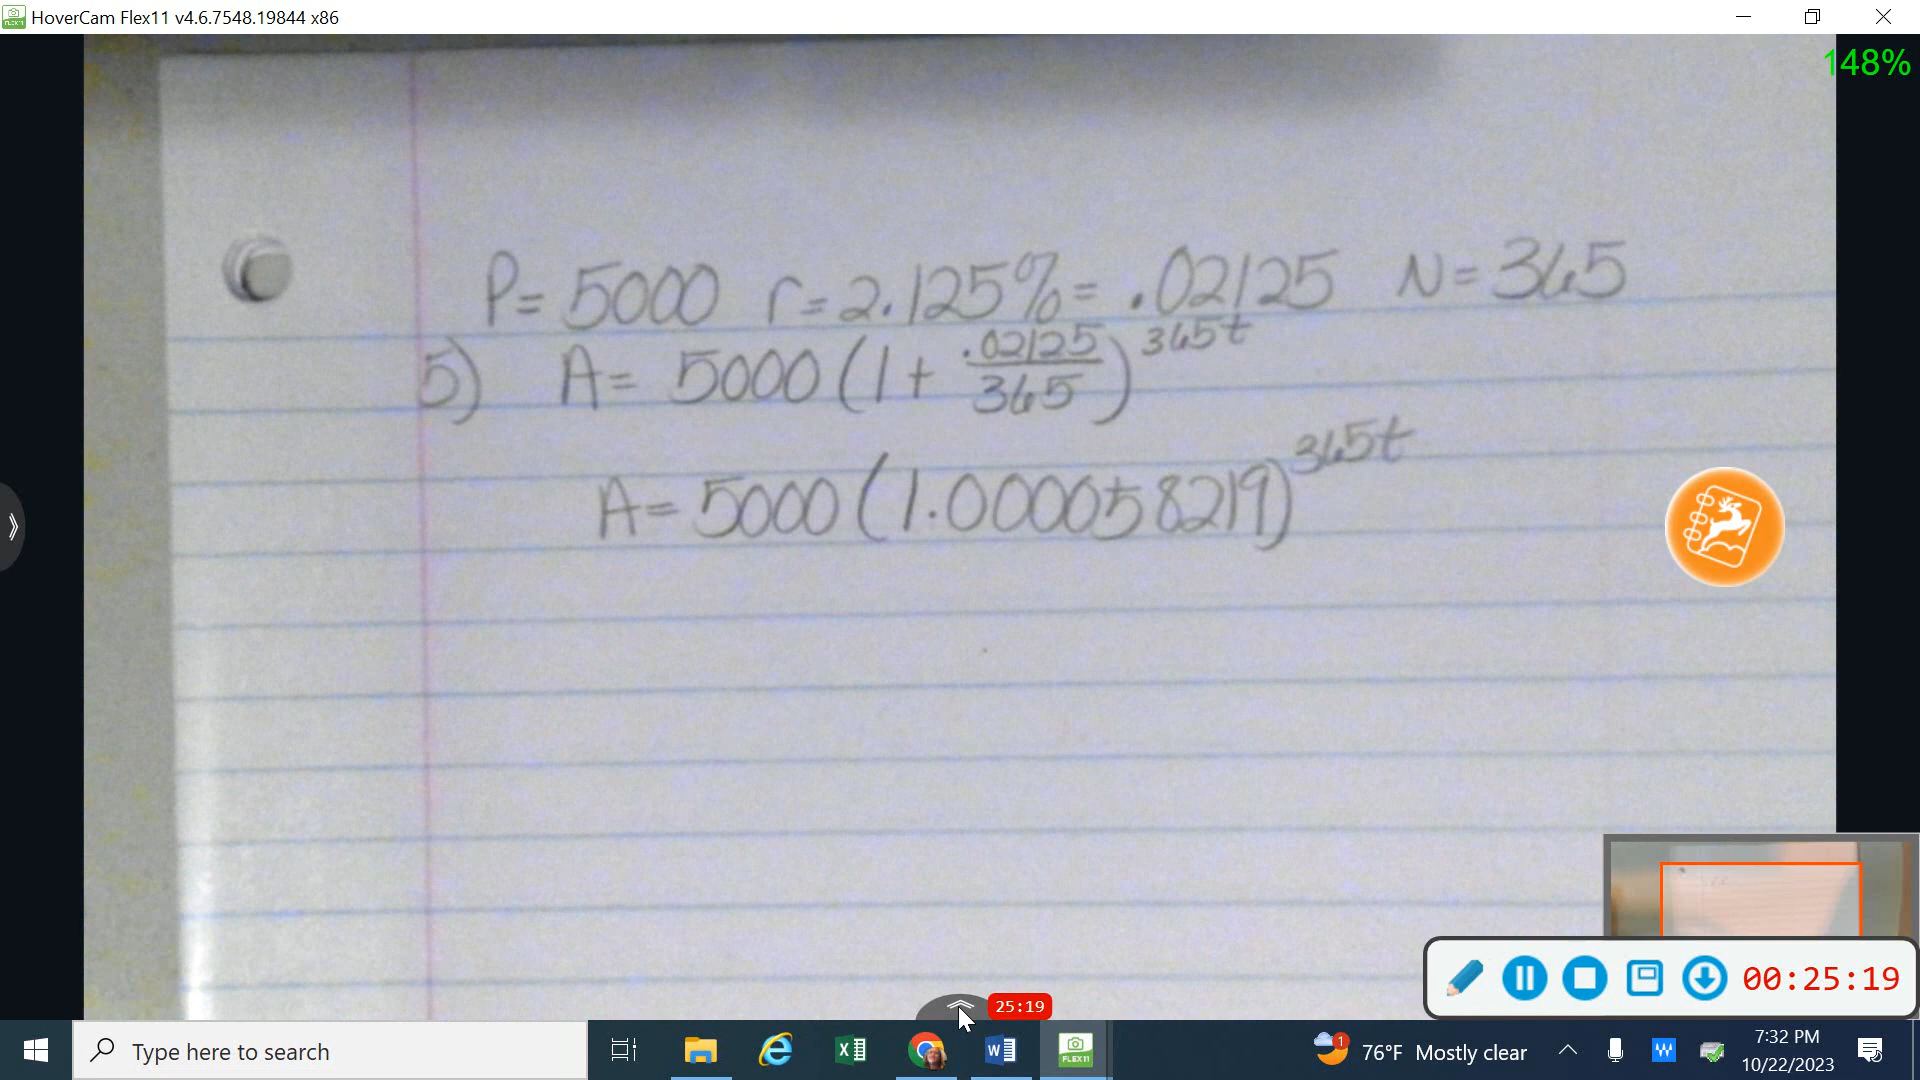 HoverCam Flex11 v4.6.7548.19844 x86
148%
P= 5000 r=2.125%= .02125 N=365
5) A= 5000(1+ .02125/365)^365t
A= 5000(1.000058219)^365t
00:25:19
25:19
Type here to search
FLEX11
1
76°F Mostly clear
7:32 PM
10/22/2023